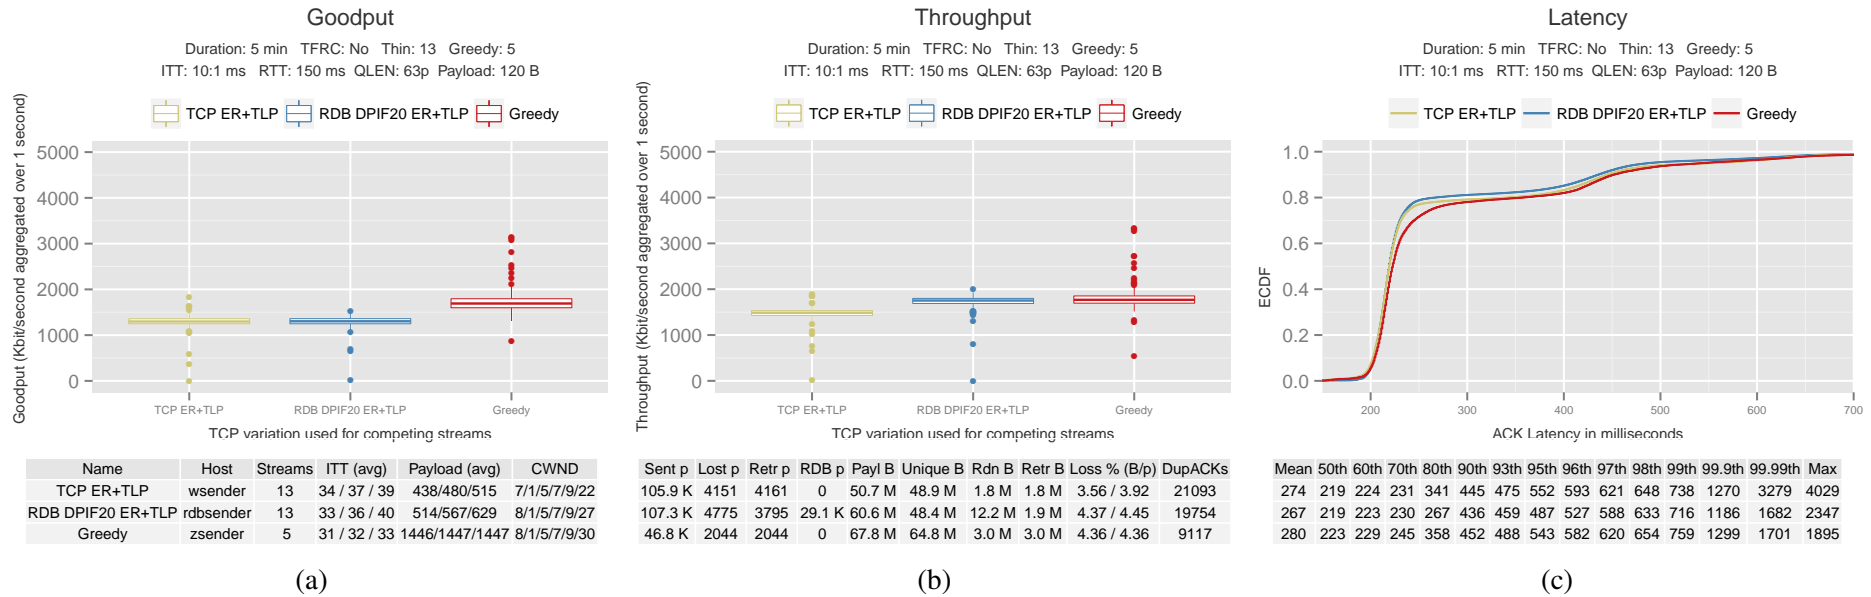 Goodput
Duration: 5 min TFRC: No Thin: 13 Greedy: 5
ITT: 10:1 ms RTT: 150 ms QLEN: 63p Payload: 120 B
TCP ER+TLP RDB DPIF20 ER+TLP Greedy
Goodput (Kbit/second aggregated over 1 second)
5000
4000
3000
2000
1000
0
TCP ER+TLP RDB DPIF20 ER+TLP Greedy
TCP variation used for competing streams
Name Host Streams ITT (avg) Payload (avg) CWND
TCP ER+TLP wsender 13 34 / 37 / 39 438/480/515 7/1/5/7/9/22
RDB DPIF20 ER+TLP rdbsender 13 33 / 36 / 40 514/567/629 8/1/5/7/9/27
Greedy zsender 5 31 / 32 / 33 1446/1447/1447 8/1/5/7/9/30
(a)
Throughput
Duration: 5 min TFRC: No Thin: 13 Greedy: 5
ITT: 10:1 ms RTT: 150 ms QLEN: 63p Payload: 120 B
TCP ER+TLP RDB DPIF20 ER+TLP Greedy
Throughput (Kbit/second aggregated over 1 second)
5000
4000
3000
2000
1000
0
TCP ER+TLP RDB DPIF20 ER+TLP Greedy
TCP variation used for competing streams
Sent p Lost p Retr p RDB p Payl B Unique B Rdn B Retr B Loss % (B/p) DupACKs
105.9 K 4151 4161 0 50.7 M 48.9 M 1.8 M 1.8 M 3.56 / 3.92 21093
107.3 K 4775 3795 29.1 K 60.6 M 48.4 M 12.2 M 1.9 M 4.37 / 4.45 19754
46.8 K 2044 2044 0 67.8 M 64.8 M 3.0 M 3.0 M 4.36 / 4.36 9117
(b)
Latency
Duration: 5 min TFRC: No Thin: 13 Greedy: 5
ITT: 10:1 ms RTT: 150 ms QLEN: 63p Payload: 120 B
TCP ER+TLP RDB DPIF20 ER+TLP Greedy
ECDF
1.0
0.8
0.6
0.4
0.2
0.0
200 300 400 500 600 700
ACK Latency in milliseconds
Mean 50th 60th 70th 80th 90th 93th 95th 96th 97th 98th 99th 99.9th 99.99th Max
274 219 224 231 341 445 475 552 593 621 648 738 1270 3279 4029
267 219 223 230 267 436 459 487 527 588 633 716 1186 1682 2347
280 223 229 245 358 452 488 543 582 620 654 759 1299 1701 1895
(c)